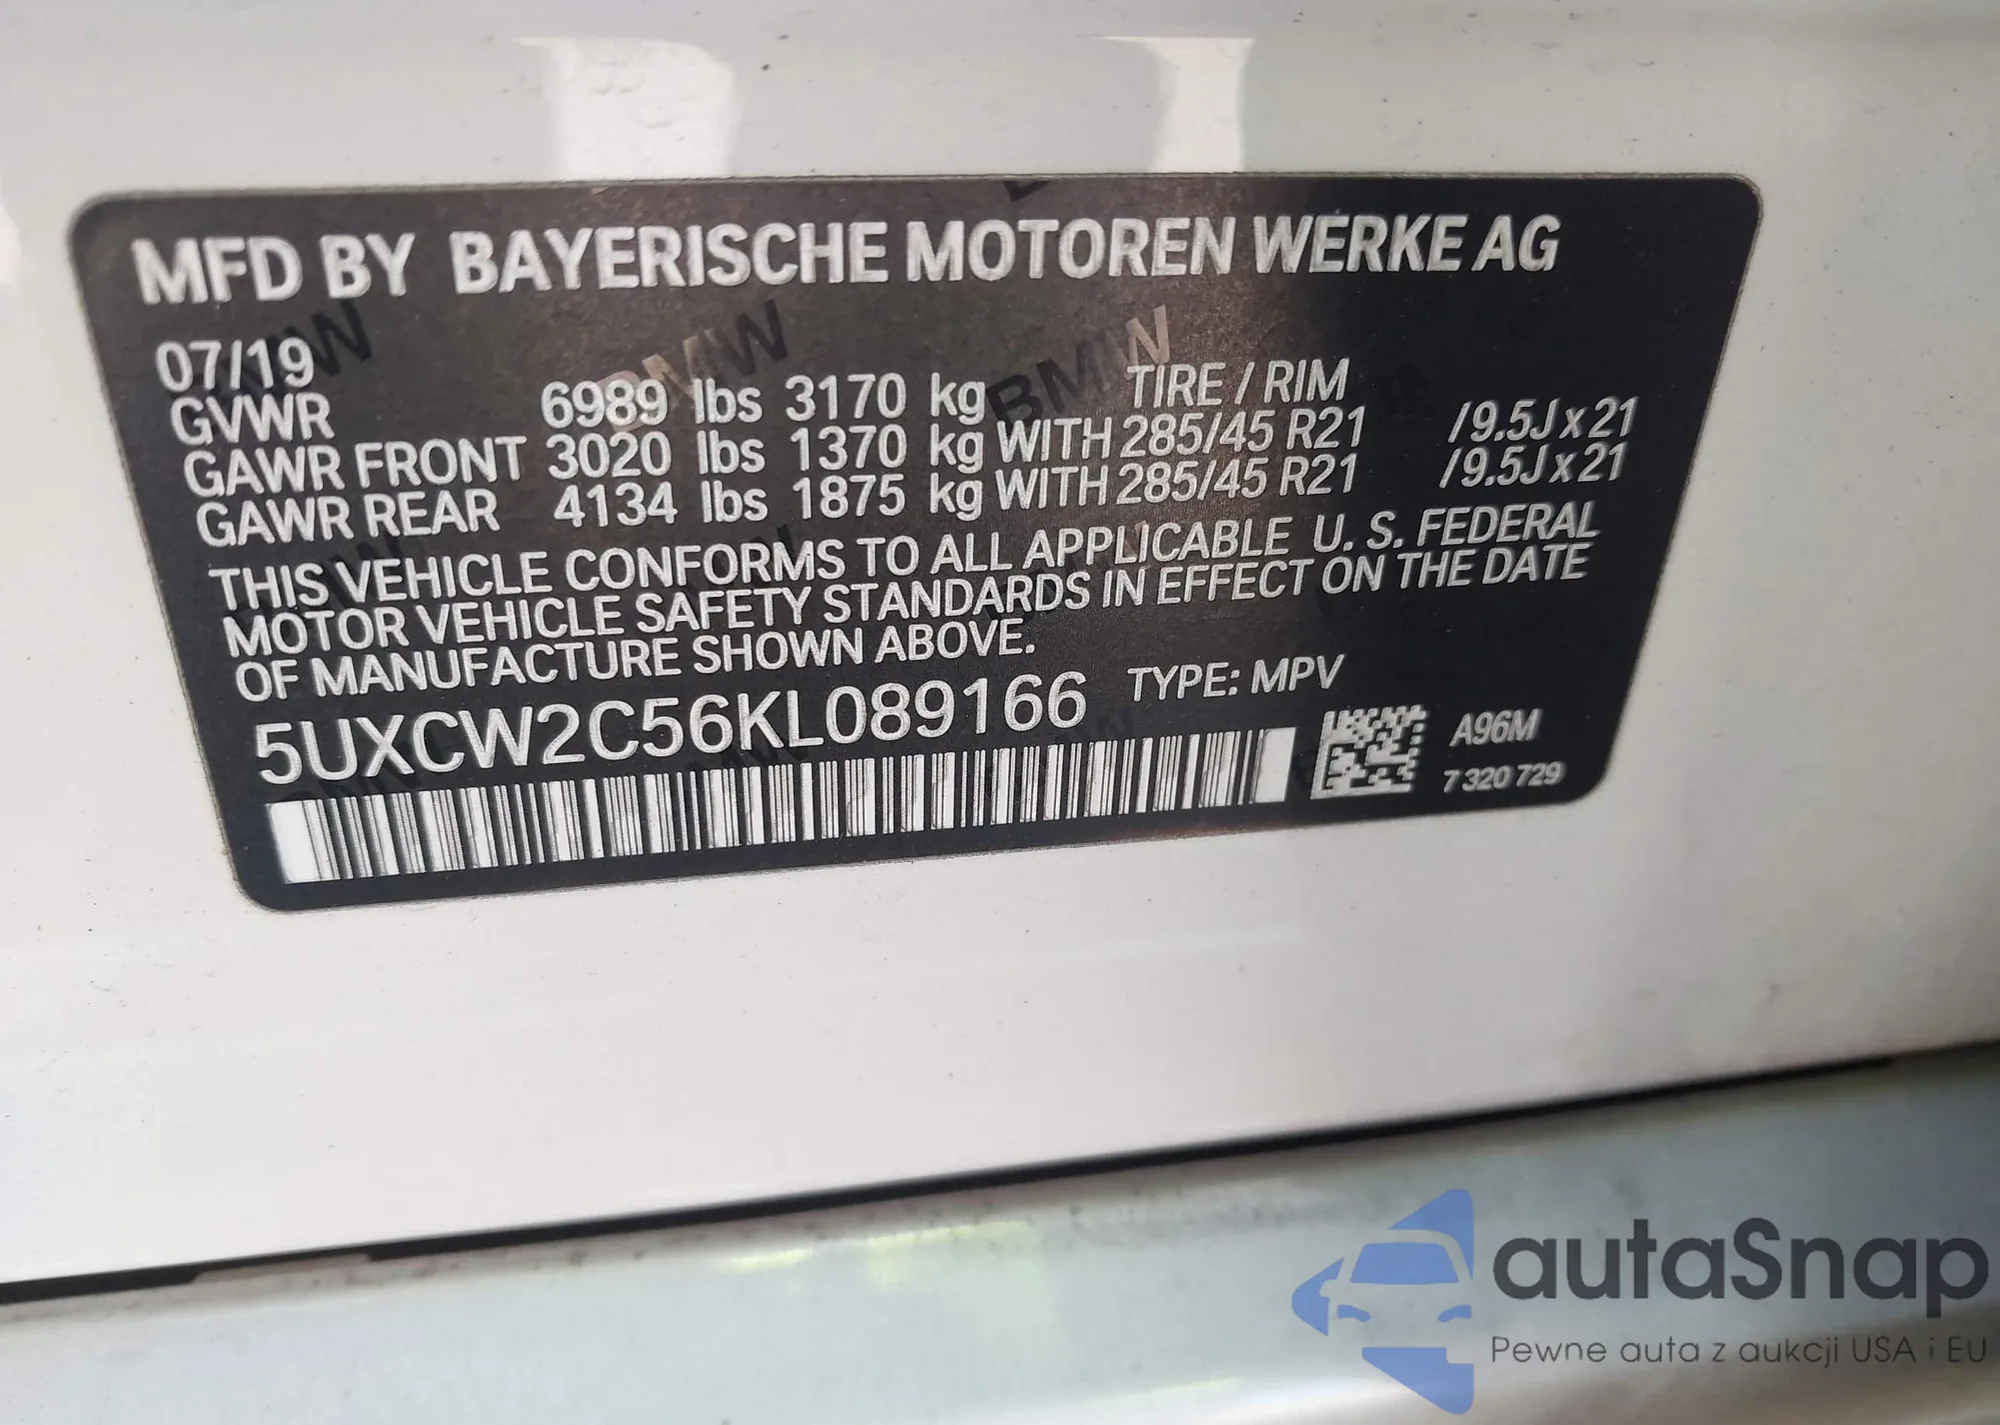 MFD BY BAYERISCHE MOTOREN WERKE AG
07/19 TIRE / RIM
GVWR 6989 lbs 3170 kg
GAWR FRONT 3020 lbs 1370 kg WITH 285/45 R21 /9.5J x 21
GAWR REAR 4134 lbs 1875 kg WITH 285/45 R21 /9.5J x 21
THIS VEHICLE CONFORMS TO ALL APPLICABLE U. S. FEDERAL
MOTOR VEHICLE SAFETY STANDARDS IN EFFECT ON THE DATE
OF MANUFACTURE SHOWN ABOVE.
5UXCW2C56KL089166 TYPE: MPV
A96M
7 320 729
BMW
BMW
BMW
autaSnap
Pewne auta z aukcji USA i EU